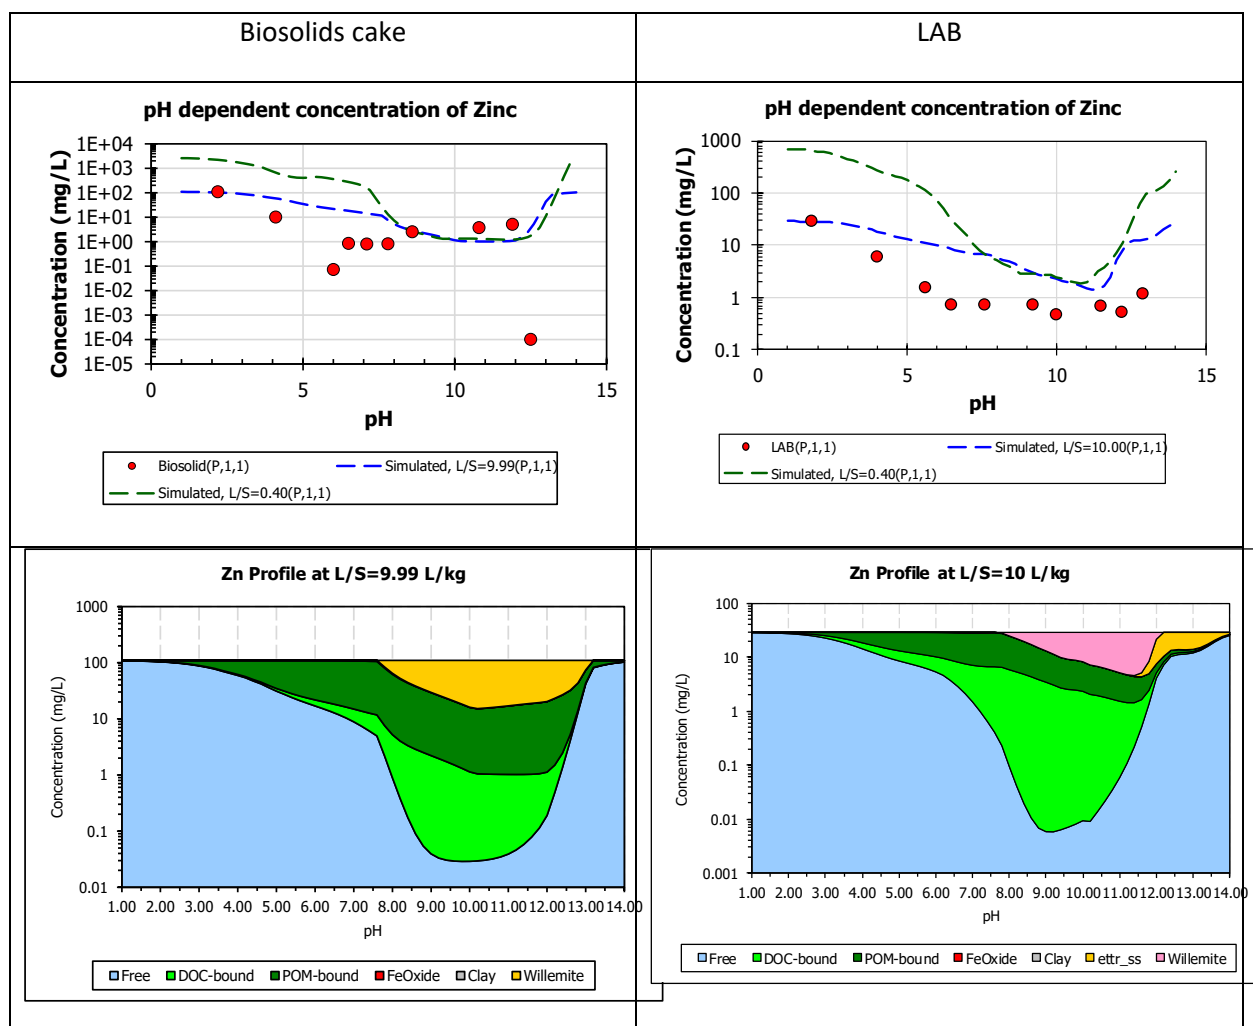 Biosolids cake
LAB
pH dependent concentration of Zinc
Concentration (mg/L)
1E+04
1E+03
1E+02
1E+01
1E+00
1E-01
1E-02
1E-03
1E-04
1E-05
0 5 10 15
pH
Biosolid(P,1,1)
Simulated, L/S=9.99(P,1,1)
Simulated, L/S=0.40(P,1,1)
pH dependent concentration of Zinc
Concentration (mg/L)
1000
100
10
1
0.1
0 5 10 15
pH
LAB(P,1,1)
Simulated, L/S=10.00(P,1,1)
Simulated, L/S=0.40(P,1,1)
Zn Profile at L/S=9.99 L/kg
Concentration (mg/L)
1000
100
10
1
0.1
0.01
1.00 2.00 3.00 4.00 5.00 6.00 7.00 8.00 9.00 10.00 11.00 12.00 13.00 14.00
pH
Free DOC-bound POM-bound FeOxide Clay Willemite
Zn Profile at L/S=10 L/kg
Concentration (mg/L)
100
10
1
0.1
0.01
0.001
1.00 2.00 3.00 4.00 5.00 6.00 7.00 8.00 9.00 10.00 11.00 12.00 13.00 14.00
pH
Free DOC-bound POM-bound FeOxide Clay ettr_ss Willemite